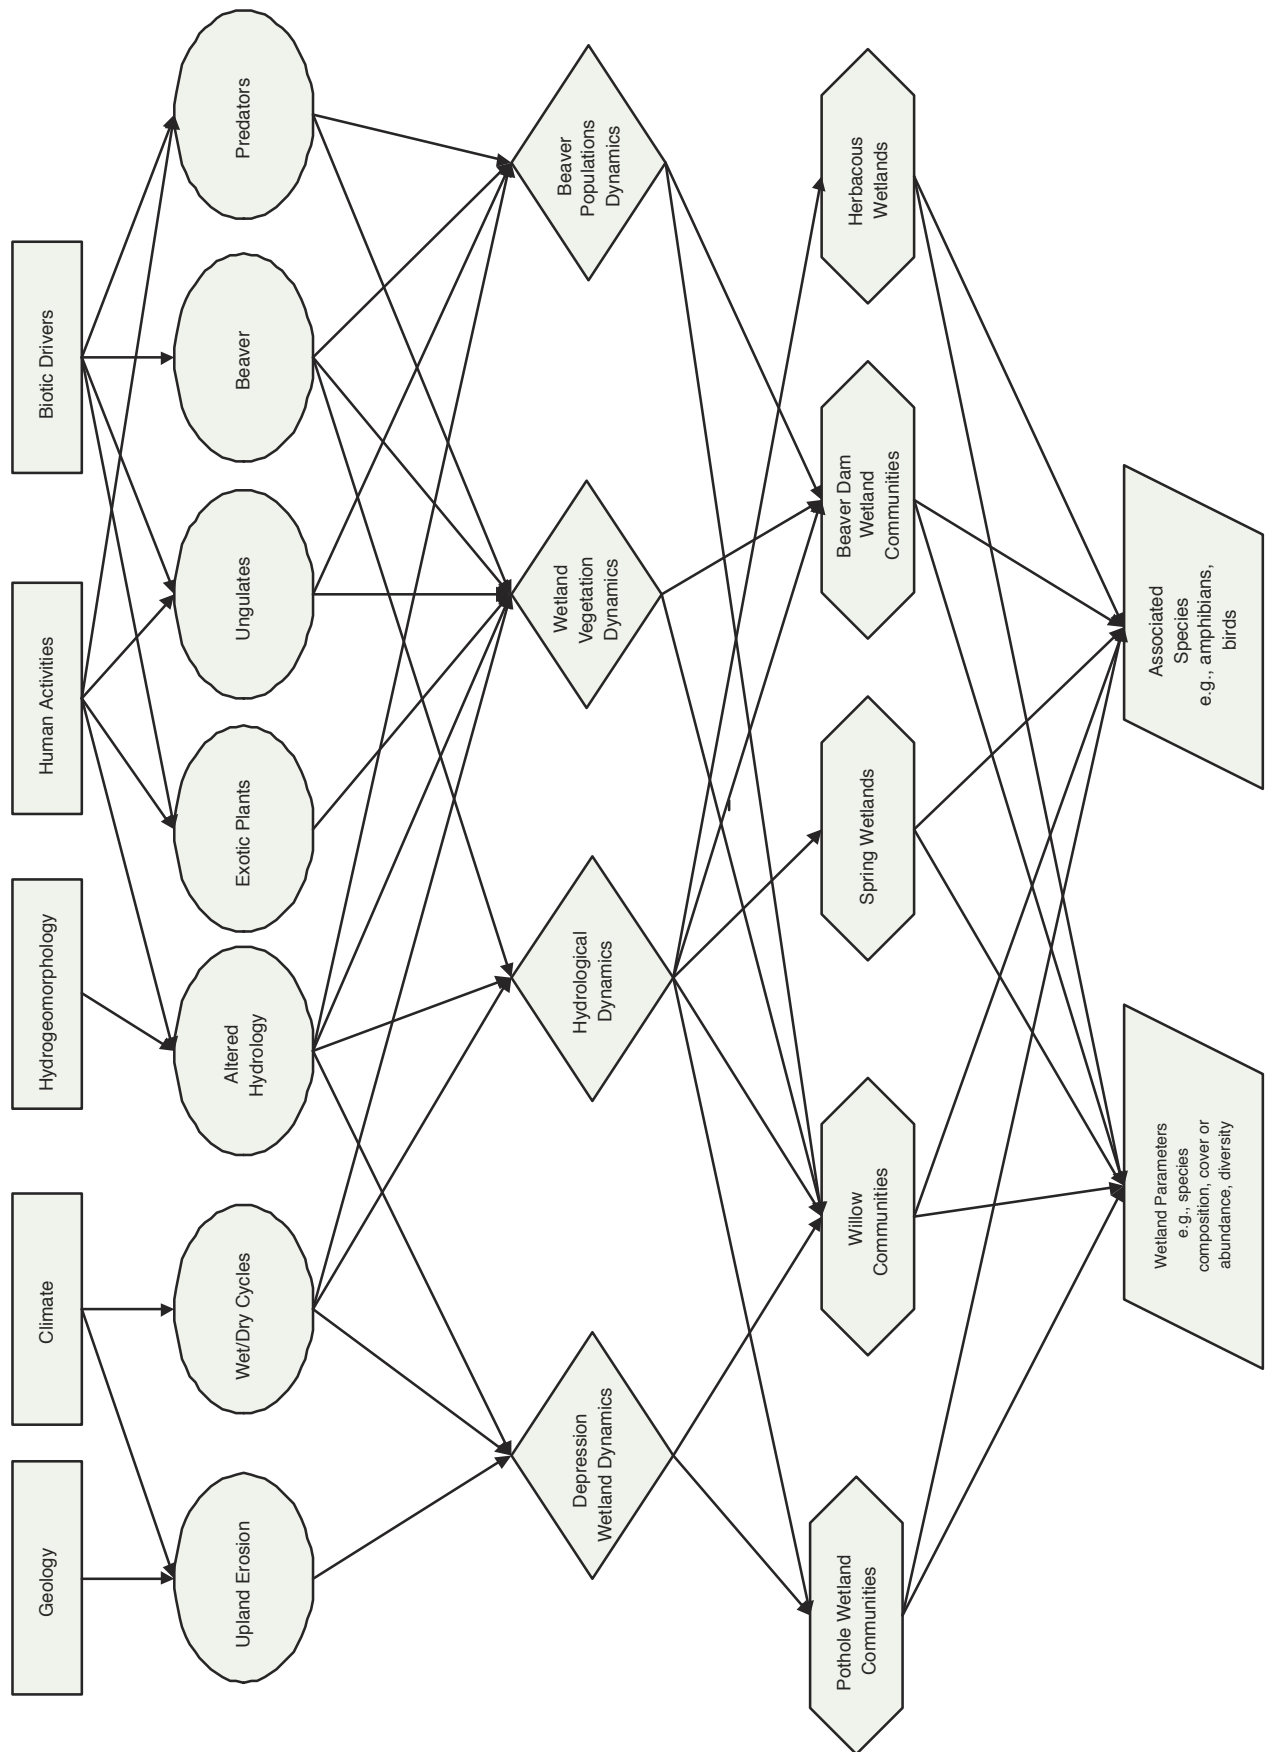 Geology
Climate
Hydrogeomorphology
Human Activities
Biotic Drivers
Upland Erosion
Wet/Dry Cycles
Altered
Hydrology
Exotic Plants
Ungulates
Beaver
Predators
Depression
Wetland Dynamics
Hydrological
Dynamics
Wetland
Vegetation
Dynamics
Beaver
Populations
Dynamics
Pothole Wetland
Communities
Willow
Communities
Spring Wetlands
Beaver Dam
Wetland
Communities
Herbacous
Wetlands
Wetland Parameters
e.g., species
composition, cover or
abundance, diversity
Associated
Species
e.g., amphibians,
birds